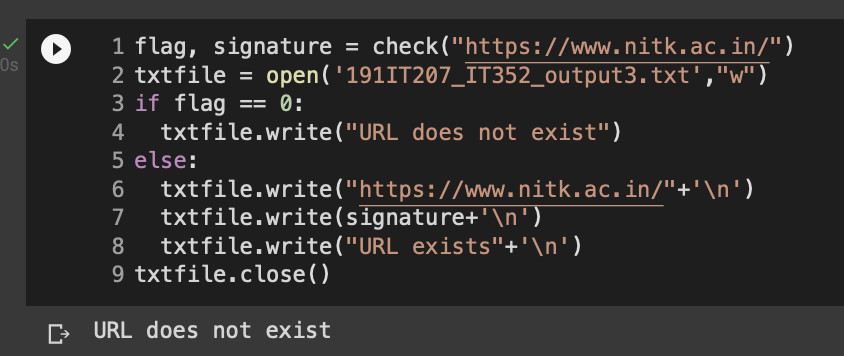 1 flag, signature = check("https://www.nitk.ac.in/")
0s
2 txtfile = open('191IT207_IT352_output3.txt',"w")
3 if flag == 0:
4   txtfile.write("URL does not exist")
5 else:
6   txtfile.write("https://www.nitk.ac.in/"+'\n')
7   txtfile.write(signature+'\n')
8   txtfile.write("URL exists"+'\n')
9 txtfile.close()
URL does not exist